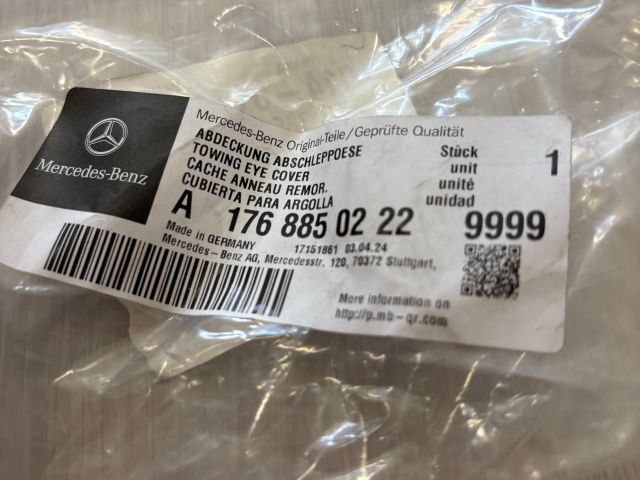 Mercedes-Benz
Mercedes-Benz Original-Teile/Geprüfte Qualität
ABDECKUNG ABSCHLEPPOESE
TOWING EYE COVER
CACHE ANNEAU REMOR.
CUBIERTA PARA ARGOLLA
Stück 1
unit
unité
unidad
A 176 885 02 22 9999
Made in GERMANY 17151861 03.04.24
Mercedes-Benz AG, Mercedesstr. 120, 70372 Stuttgart,
More information on
http://p.mb-qr.com